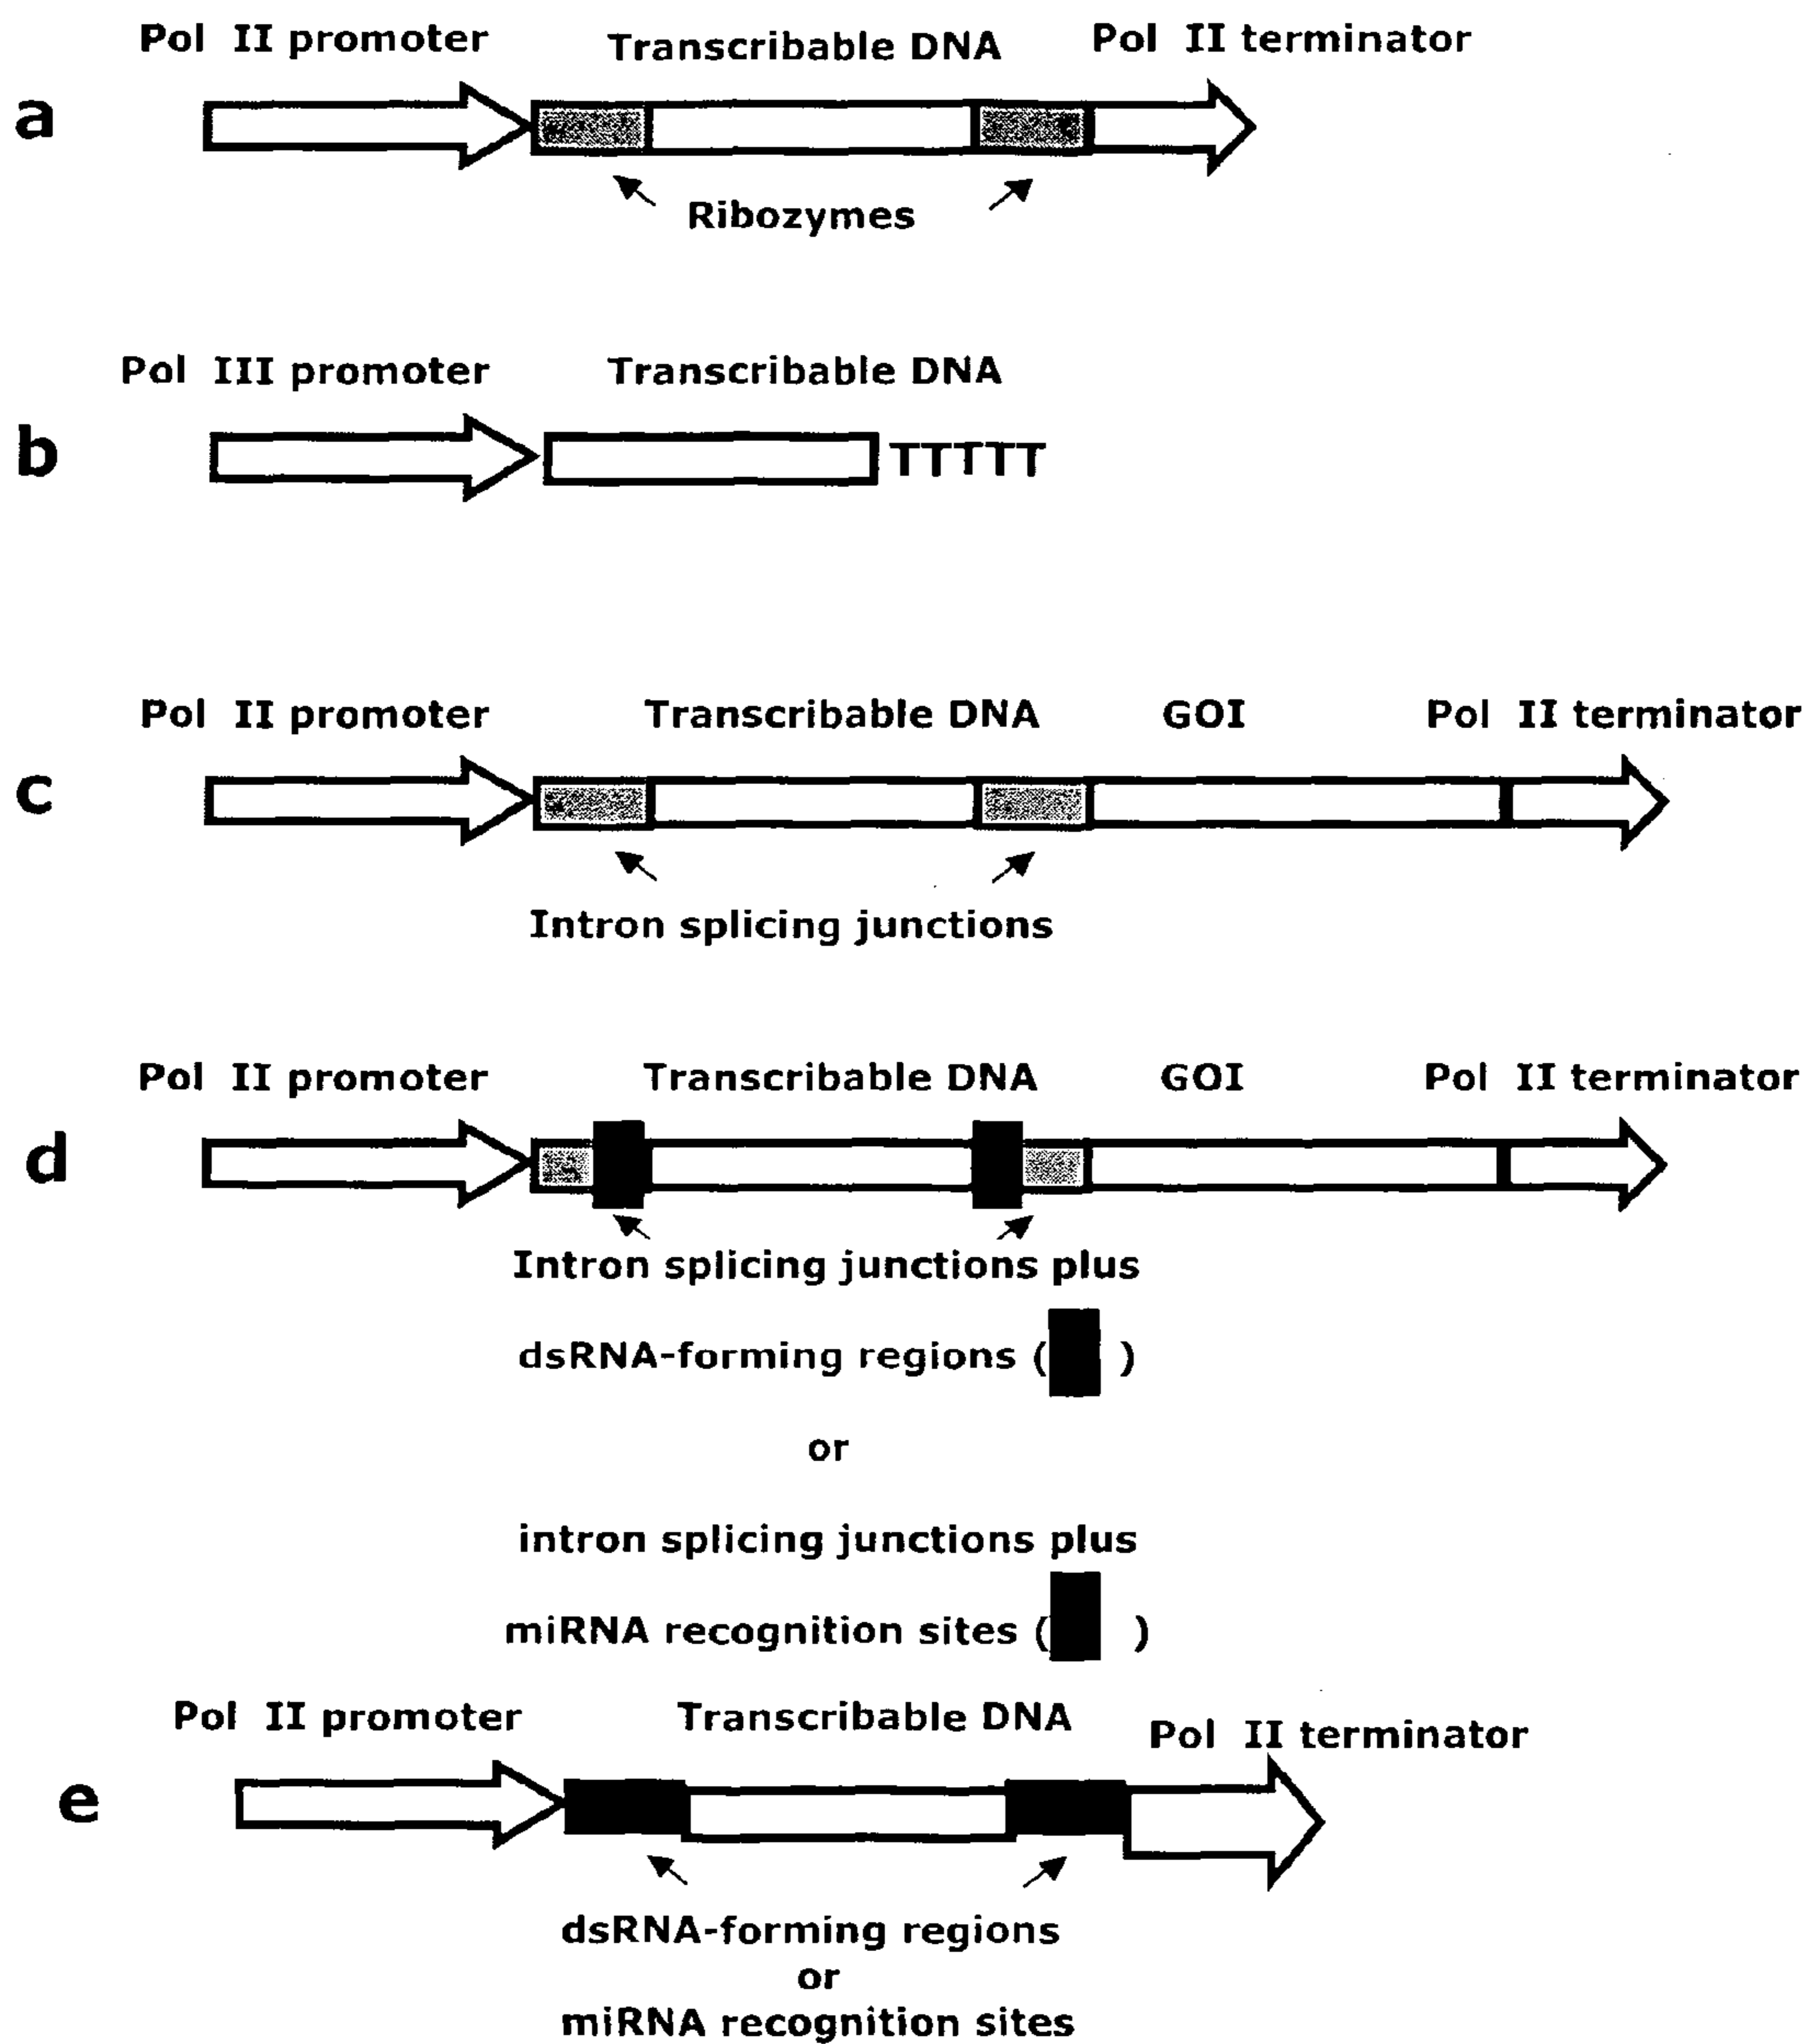 Pol II promoter Transcribable DNA Pol II terminator
a
Ribozymes
Pol III promoter Transcribable DNA
b TTTTT
Pol II promoter Transcribable DNA GOI Pol II terminator
c
Intron splicing junctions
Pol II promoter Transcribable DNA GOI Pol II terminator
d
Intron splicing junctions plus
dsRNA-forming regions ( )
or
intron splicing junctions plus
miRNA recognition sites ( )
Pol II promoter Transcribable DNA Pol II terminator
e
dsRNA-forming regions
or
miRNA recognition sites